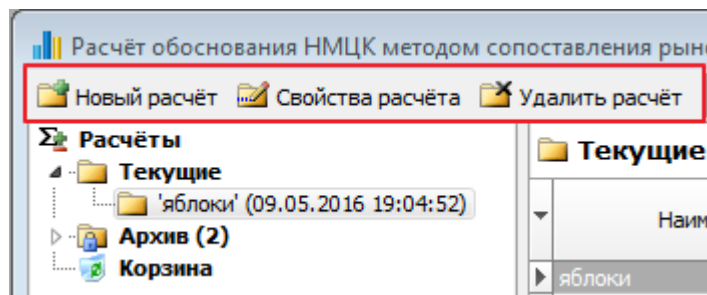 Расчёт обоснования НМЦК методом сопоставления
Новый расчёт Свойства расчёта Удалить расчёт
Расчёты
Текущие
'яблоки' (09.05.2016 19:04:52)
Архив (2)
Корзина
Текущие
яблоки